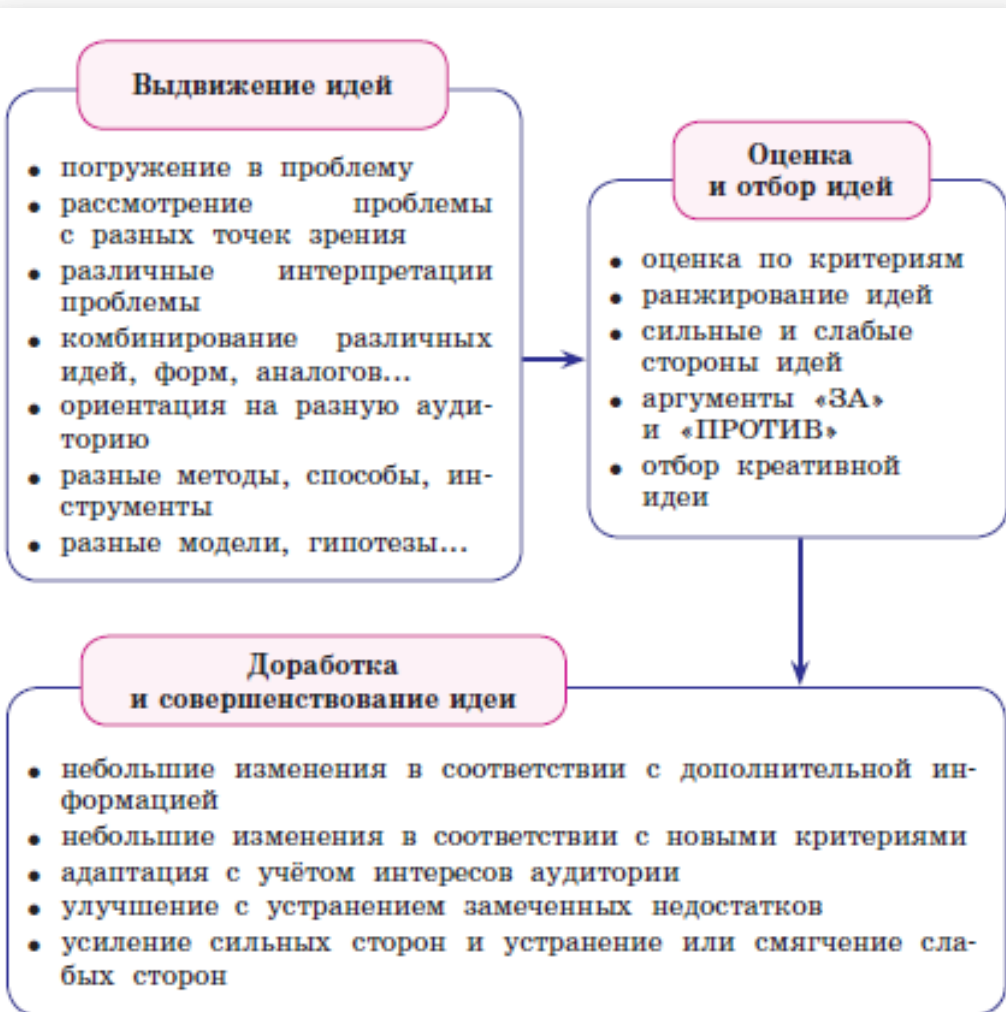 Выдвижение идей
• погружение в проблему
• рассмотрение проблемы
с разных точек зрения
• различные интерпретации
проблемы
• комбинирование различных
идей, форм, аналогов...
• ориентация на разную ауди-
торию
• разные методы, способы, ин-
струменты
• разные модели, гипотезы...
Оценка
и отбор идей
• оценка по критериям
• ранжирование идей
• сильные и слабые
стороны идей
• аргументы «ЗА»
и «ПРОТИВ»
• отбор креативной
идеи
Доработка
и совершенствование идеи
• небольшие изменения в соответствии с дополнительной ин-
формацией
• небольшие изменения в соответствии с новыми критериями
• адаптация с учётом интересов аудитории
• улучшение с устранением замеченных недостатков
• усиление сильных сторон и устранение или смягчение сла-
бых сторон